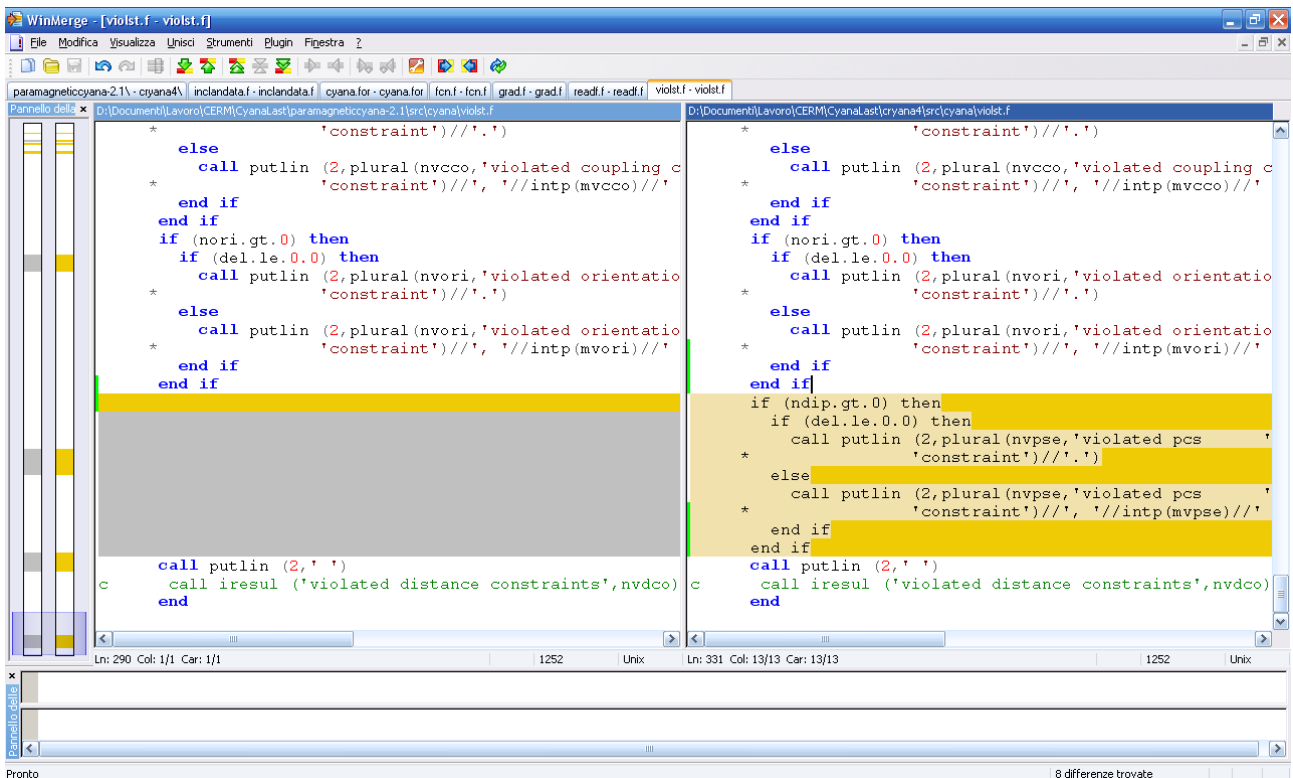 WinMerge - [violst.f - violst.f]
File Modifica Visualizza Unisci Strumenti Plugin Finestra ?
paramagneticcyana-2.1\ - cryana4\ inclandata.f - inclandata.f cyana.for - cyana.for fcn.f - fcn.f grad.f - grad.f readf.f - readf.f violst.f - violst.f
Pannello della x
D:\Documenti\Lavoro\CERM\CyanaLast\paramagneticcyana-2.1\src\cyana\violst.f
* 'constraint')//'.')
else
call putlin (2,plural(nvcco,'violated coupling c
* 'constraint')//', '//intp(mvcco)//'
end if
end if
if (nori.gt.0) then
if (del.le.0.0) then
call putlin (2,plural(nvori,'violated orientatio
* 'constraint')//'.')
else
call putlin (2,plural(nvori,'violated orientatio
* 'constraint')//', '//intp(mvori)//'
end if
end if
call putlin (2,' ')
c call iresul ('violated distance constraints',nvdco)
end
Ln: 290 Col: 1/1 Car: 1/1 1252 Unix
D:\Documenti\Lavoro\CERM\CyanaLast\cryana4\src\cyana\violst.f
* 'constraint')//'.')
else
call putlin (2,plural(nvcco,'violated coupling c
* 'constraint')//', '//intp(mvcco)//'
end if
end if
if (nori.gt.0) then
if (del.le.0.0) then
call putlin (2,plural(nvori,'violated orientatio
* 'constraint')//'.')
else
call putlin (2,plural(nvori,'violated orientatio
* 'constraint')//', '//intp(mvori)//'
end if
end if
if (ndip.gt.0) then
if (del.le.0.0) then
call putlin (2,plural(nvpse,'violated pcs '
* 'constraint')//'.')
else
call putlin (2,plural(nvpse,'violated pcs '
* 'constraint')//', '//intp(mvpse)//'
end if
end if
call putlin (2,' ')
c call iresul ('violated distance constraints',nvdco)
end
Ln: 331 Col: 13/13 Car: 13/13 1252 Unix
Pannello delle x
Pronto
8 differenze trovate